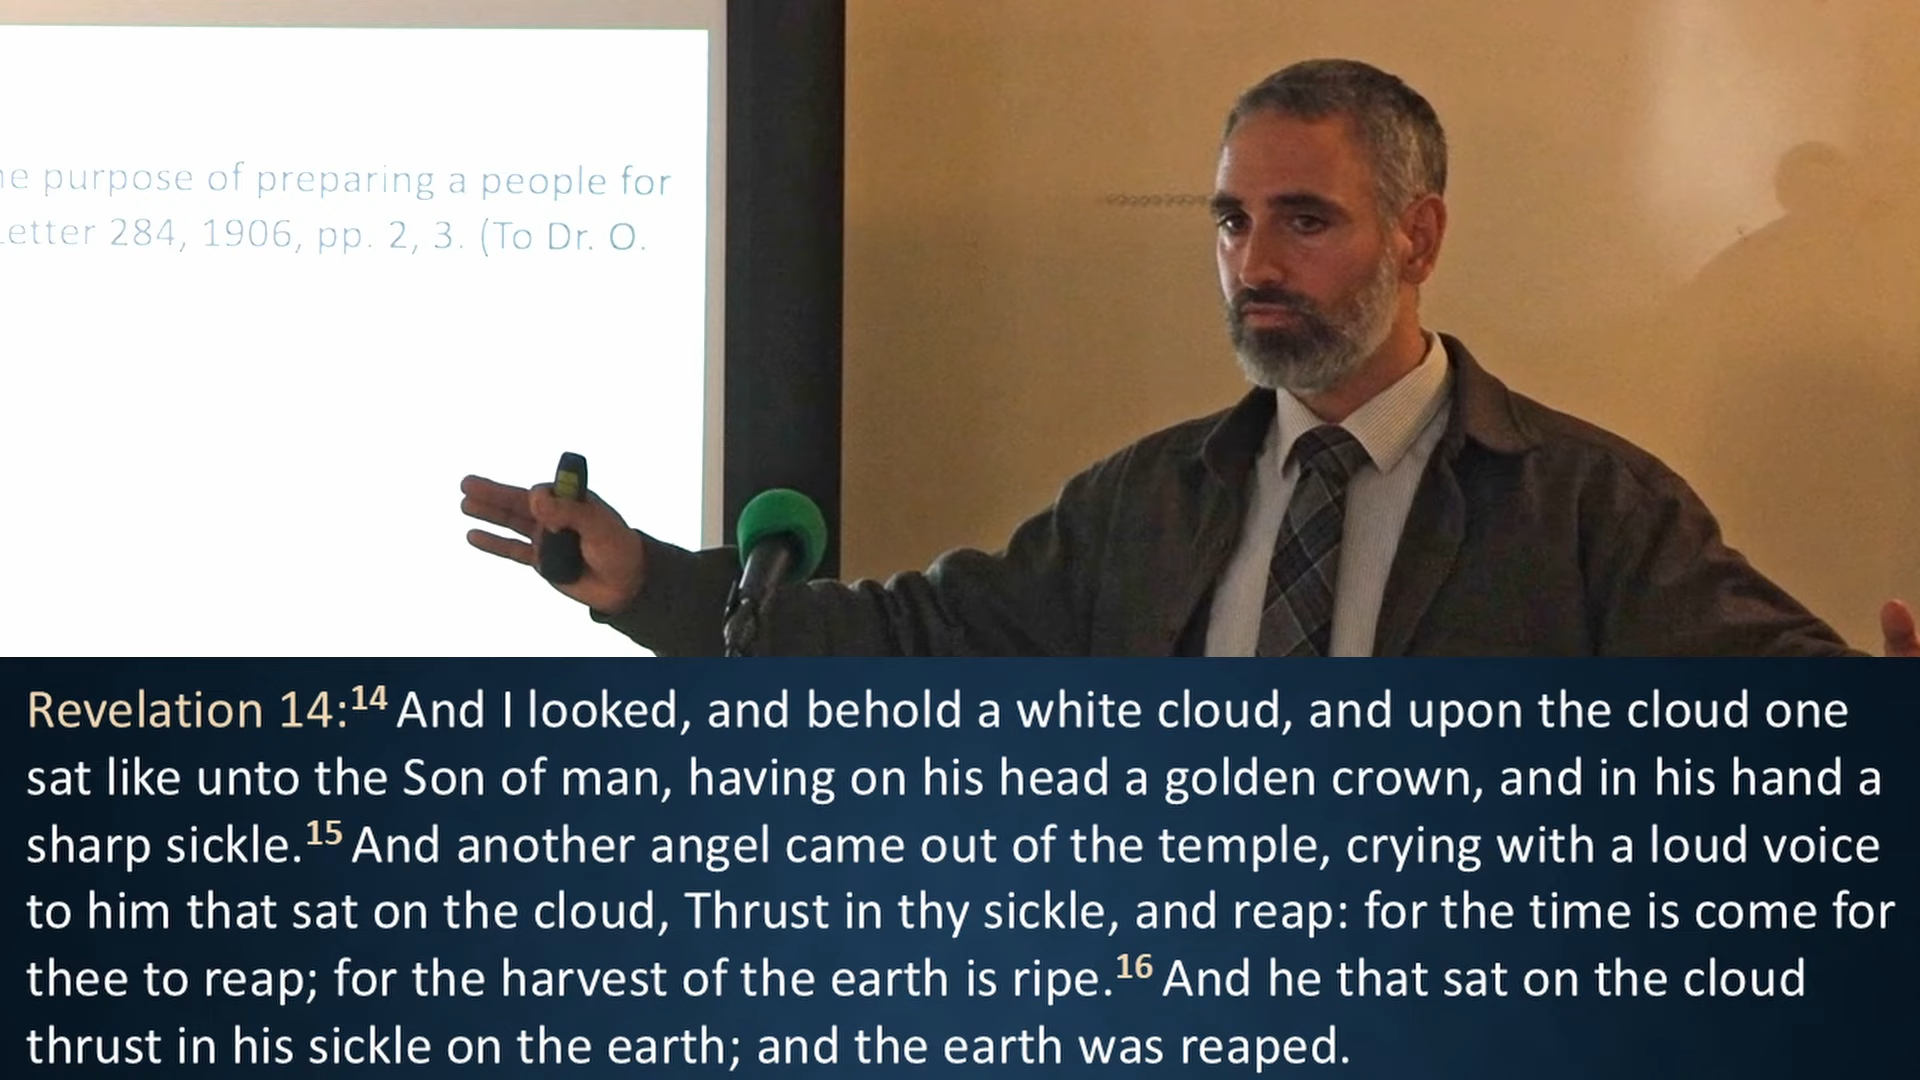 he purpose of preparing a people for
Letter 284, 1906, pp. 2, 3. (To Dr. O.
Revelation 14:14 And I looked, and behold a white cloud, and upon the cloud one
sat like unto the Son of man, having on his head a golden crown, and in his hand a
sharp sickle.15 And another angel came out of the temple, crying with a loud voice
to him that sat on the cloud, Thrust in thy sickle, and reap: for the time is come for
thee to reap; for the harvest of the earth is ripe.16 And he that sat on the cloud
thrust in his sickle on the earth; and the earth was reaped.